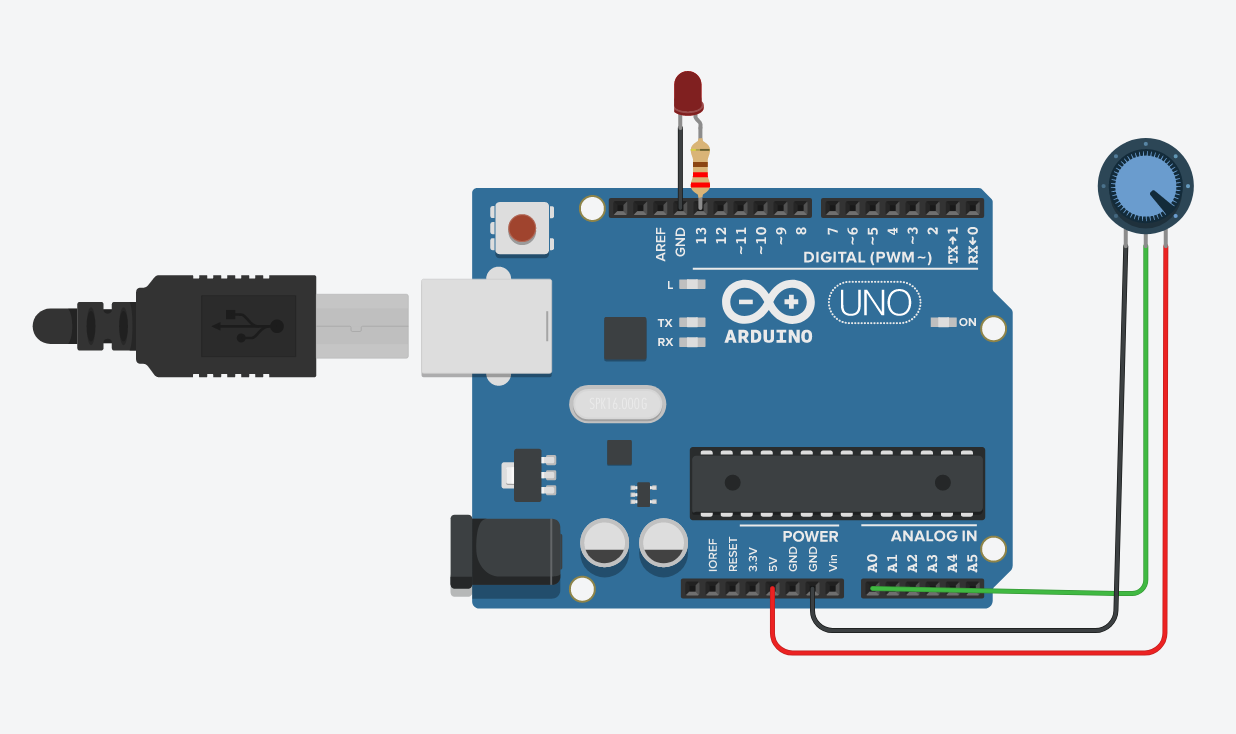 AREF
GND
13
12
~11
~10
~9
8
7
~6
~5
4
~3
2
TX→1
RX←0
DIGITAL (PWM~)
L
TX
RX
ARDUINO
UNO
ON
SPX16.000G
POWER
ANALOG IN
IOREF
RESET
3.3V
5V
GND
GND
Vin
A0
A1
A2
A3
A4
A5